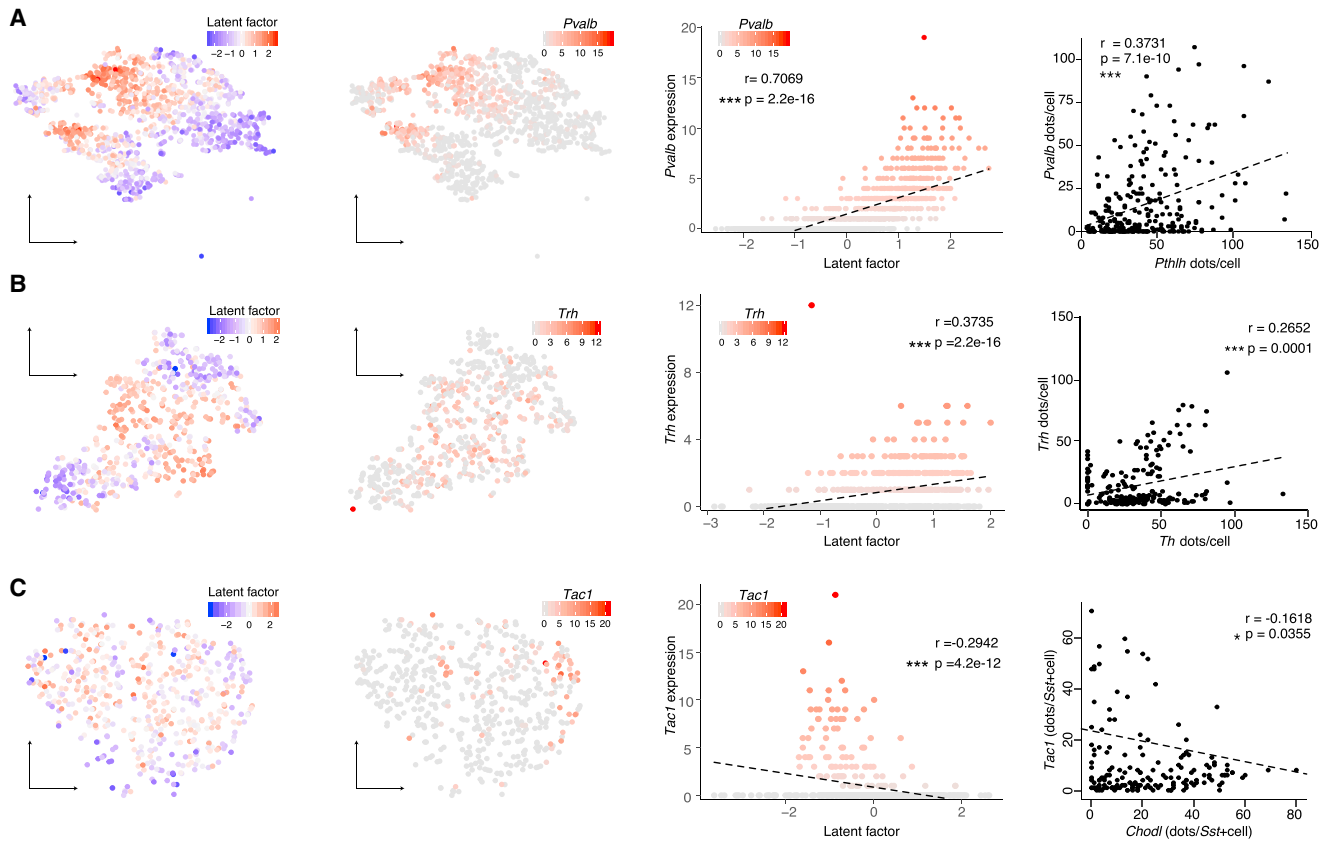 A
Latent factor
−2 −1 0 1 2
Pvalb
0 5 10 15
Pvalb
0 5 10 15
r= 0.7069
*** p = 2.2e-16
20
15
10
5
0
Pvalb expression
−2 −1 0 1 2
Latent factor
r = 0.3731
p = 7.1e-10
***
100
75
50
25
0
Pvalb dots/cell
0 50 100 150
Pthlh dots/cell
B
Latent factor
−2 −1 0 1 2
Trh
0 3 6 9 12
Trh
0 3 6 9 12
r =0.3735
*** p =2.2e-16
12
8
4
0
Trh expression
−3 −2 −1 0 1 2
Latent factor
r = 0.2652
*** p = 0.0001
150
100
50
0
Trh dots/cell
0 50 100 150
Th dots/cell
C
Latent factor
−2 0 2
Tac1
0 5 10 15 20
Tac1
0 5 10 15 20
r =-0.2942
*** p =4.2e-12
20
15
10
5
0
Tac1 expression
−2 0 2
Latent factor
r = -0.1618
* p = 0.0355
60
40
20
0
Tac1 (dots/Sst+cell)
0 20 40 60 80
Chodl (dots/Sst+cell)